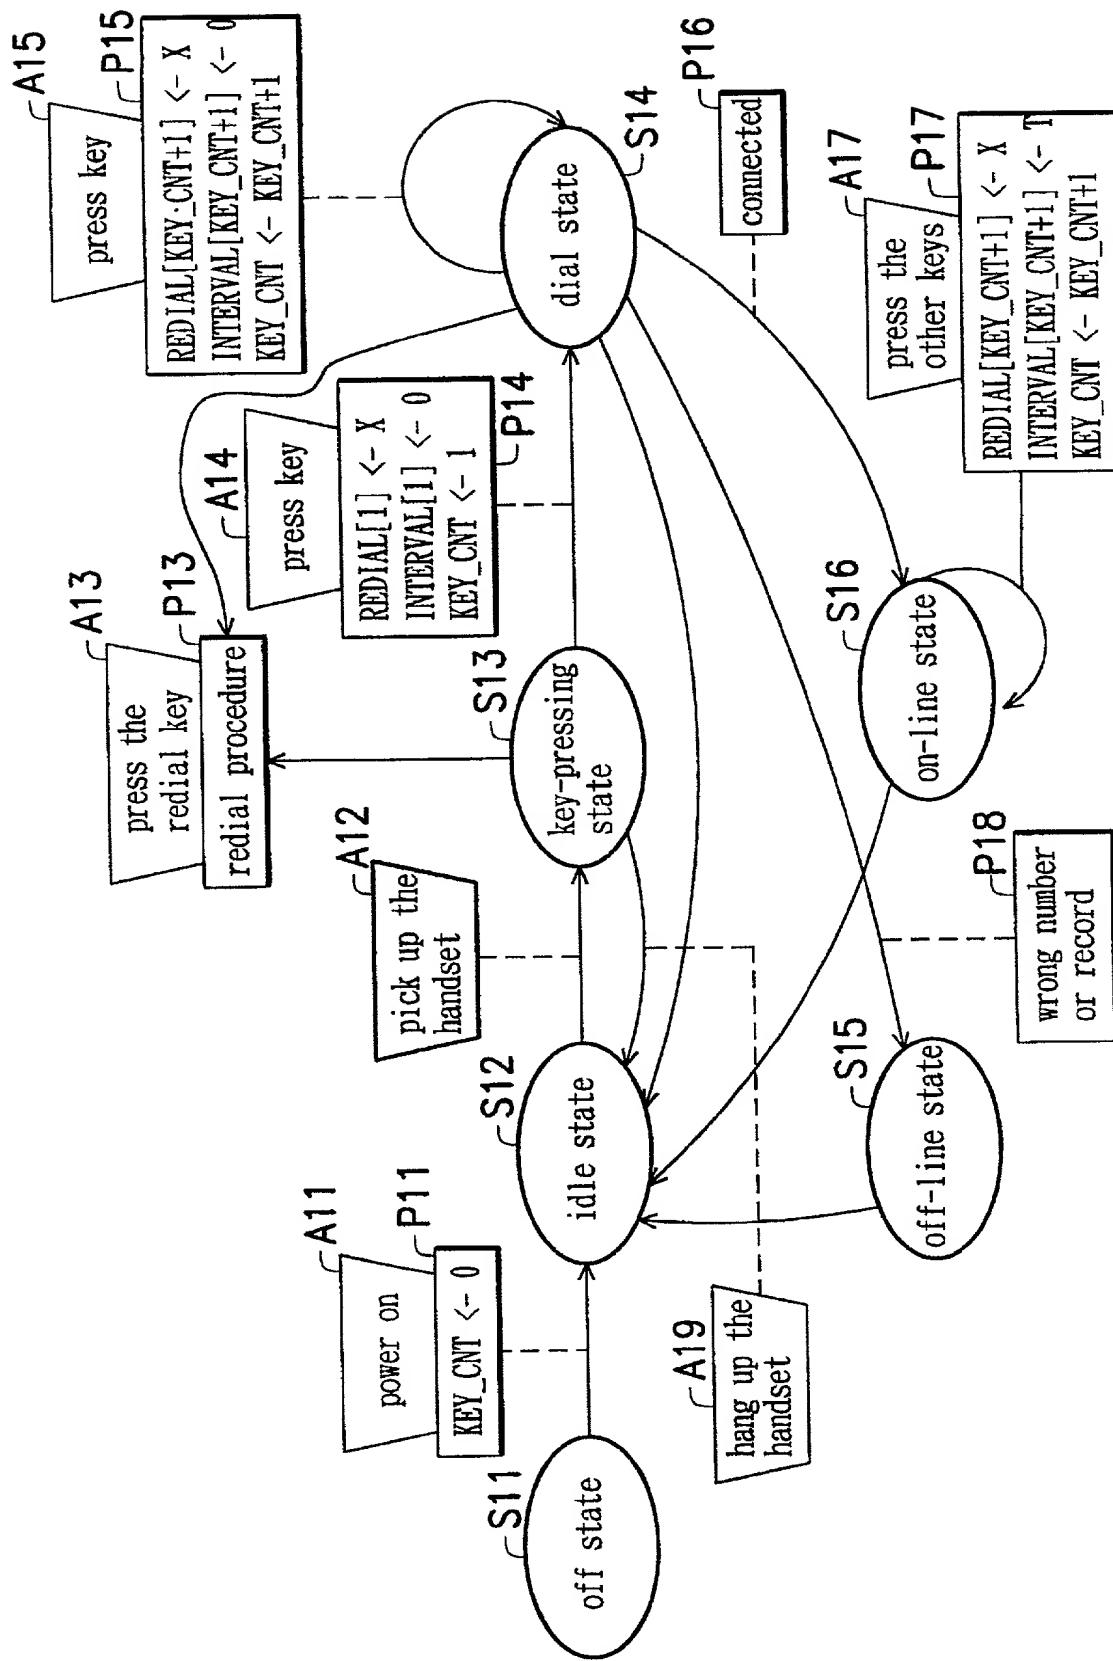 A11
power on
P11
KEY_CNT <- 0
A12
pick up the
handset
A13
press the
redial key
P13
redial procedure
A14
press key
REDIAL[1] <- X
INTERVAL[1] <- 0
KEY_CNT <- 1
P14
A15
press key
P15
REDIAL[KEY_CNT+1] <- X
INTERVAL[KEY_CNT+1] <- 0
KEY_CNT <- KEY_CNT+1
S11
off state
S12
idle state
S13
key-pressing
state
dial state
S14
P16
connected
A19
hang up the
handset
S15
off-line state
S16
on-line state
A17
press the
other keys
P17
REDIAL[KEY_CNT+1] <- X
INTERVAL[KEY_CNT+1] <- T
KEY_CNT <- KEY_CNT+1
P18
wrong number
or record